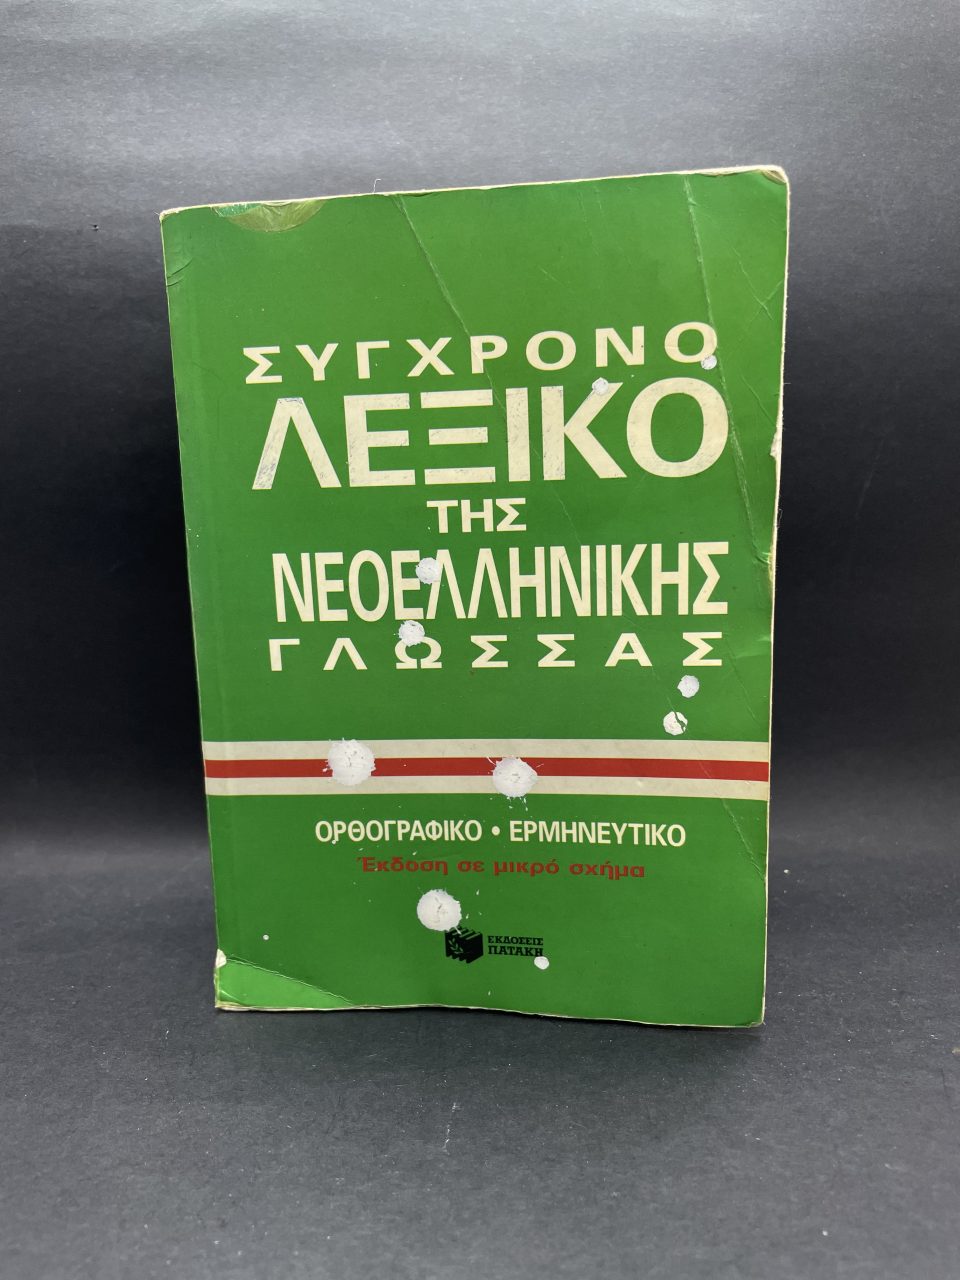 ΣΥΓΧΡΟΝΟ
ΛΕΞΙΚΟ
ΤΗΣ
ΝΕΟΕΛΛΗΝΙΚΗΣ
ΓΛΩΣΣΑΣ
ΟΡΘΟΓΡΑΦΙΚΟ • ΕΡΜΗΝΕΥΤΙΚΟ
Έκδοση σε μικρό σχήμα
ΕΚΔΟΣΕΙΣ
ΠΑΤΑΚΗ